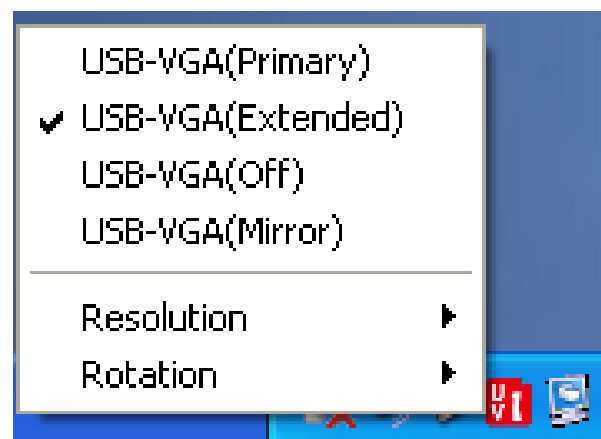 USB-VGA(Primary)
USB-VGA(Extended)
USB-VGA(Off)
USB-VGA(Mirror)
Resolution
Rotation